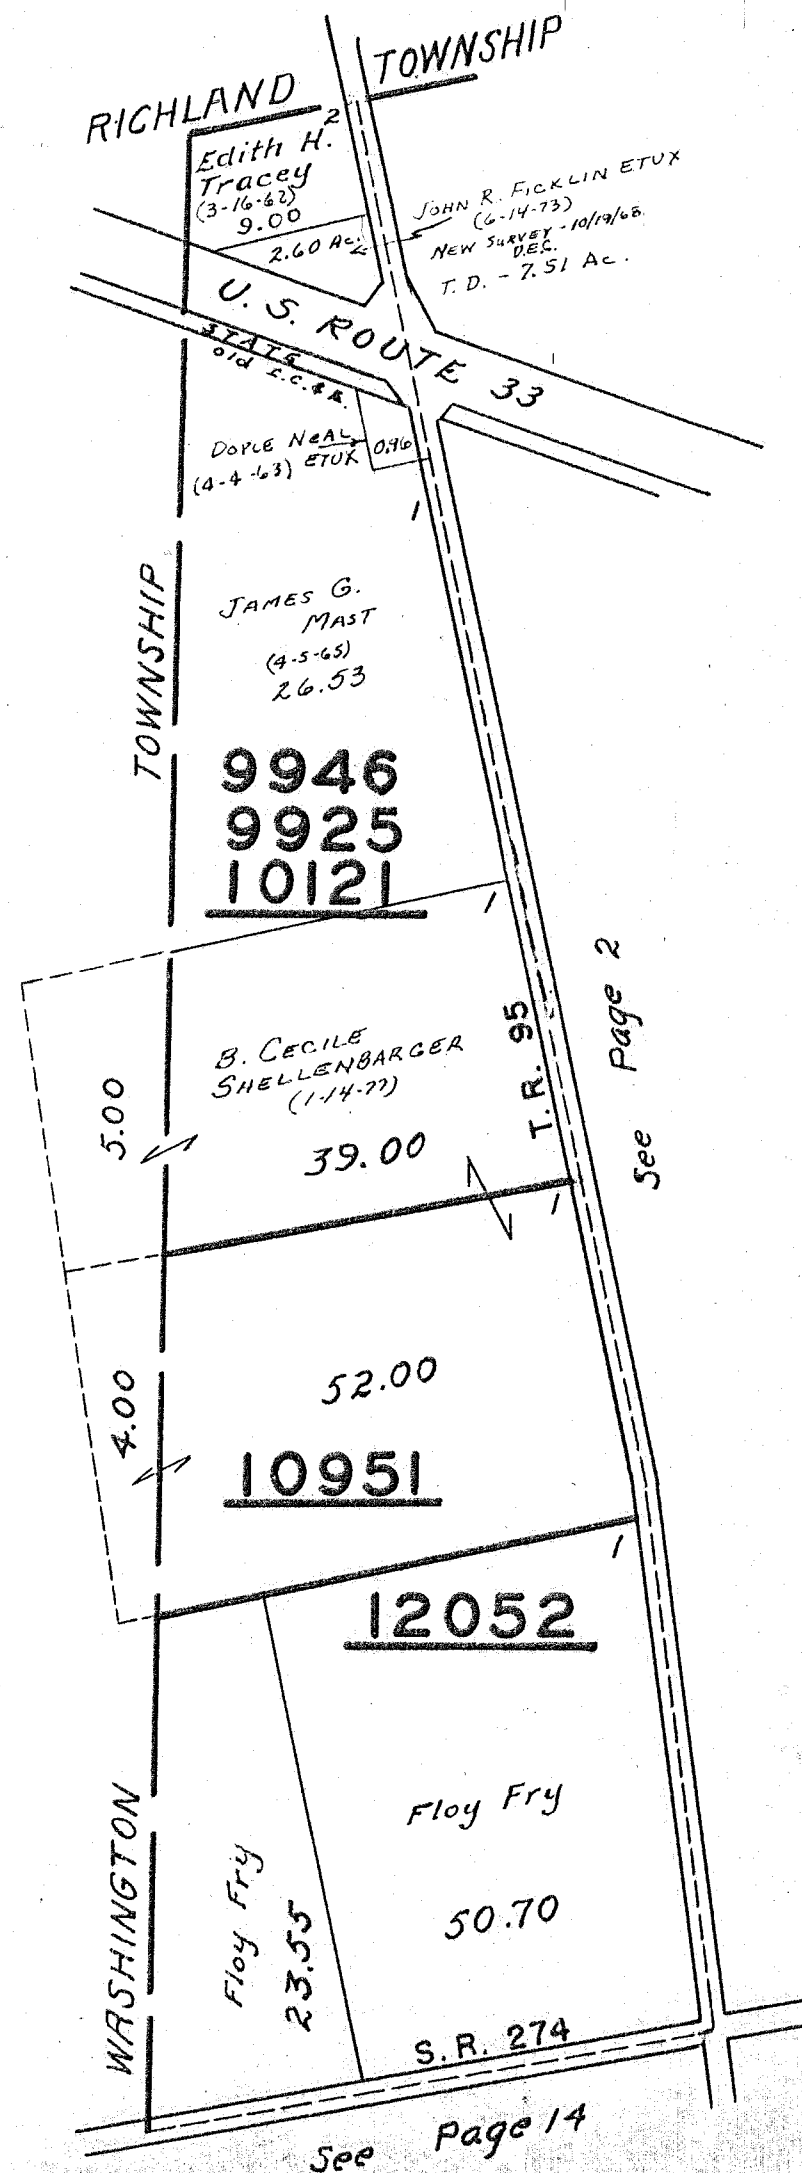 RICHLAND TOWNSHIP
2
Edith H.
Tracey
(3-16-62)
9.00
2.60 Ac.
JOHN R. FICKLIN ETUX
(6-14-73)
NEW SURVEY - 10/19/68
T. D. - 7.51 Ac.
U. S. ROUTE 33
STATE
old
NEAL
(4-4-63) ETUX
0.96
1
JAMES G.
MAST
(4-5-65)
26.53
TOWNSHIP
9946
9925
10121
1
See Page 2
T.R. 95
B. CECILE
SHELLENBARGER
(1-14-77)
39.00
5.00
1
52.00
4.00
10951
1
12052
Floy Fry
50.70
Floy Fry
23.55
WASHINGTON
S.R. 274
See Page 14